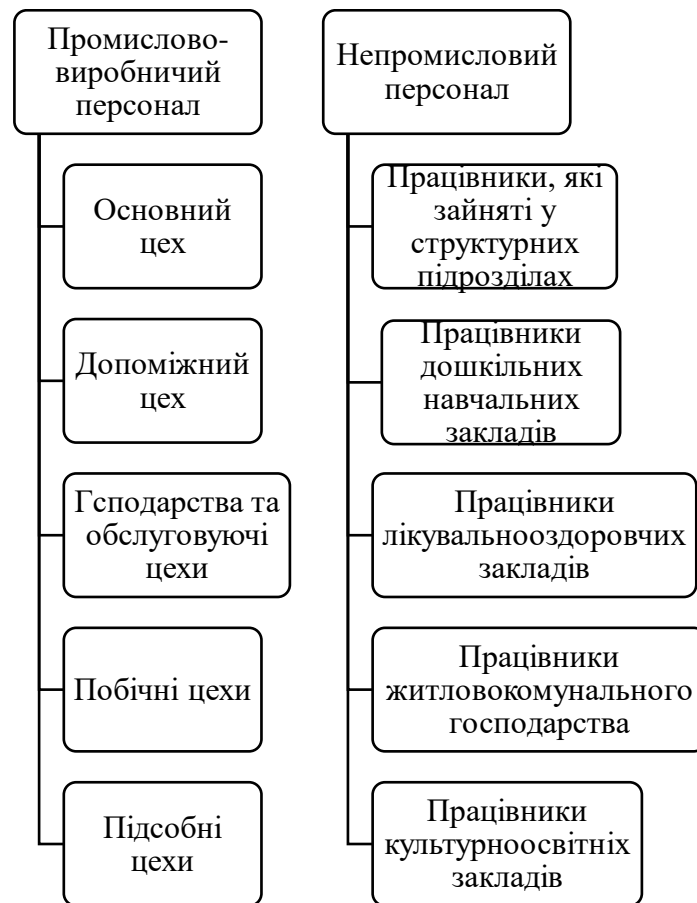 Промислово-
виробничий
персонал
Основний
цех
Допоміжний
цех
Гсподарства та
обслуговуючі
цехи
Побічні цехи
Підсобні
цехи
Непромисловий
персонал
Працівники, які
зайняті у
структурних
підрозділах
Працівники
дошкільних
навчальних
закладів
Працівники
лікувальнооздоровчих
закладів
Працівники
житловокомунального
господарства
Працівники
культурноосвітніх
закладів